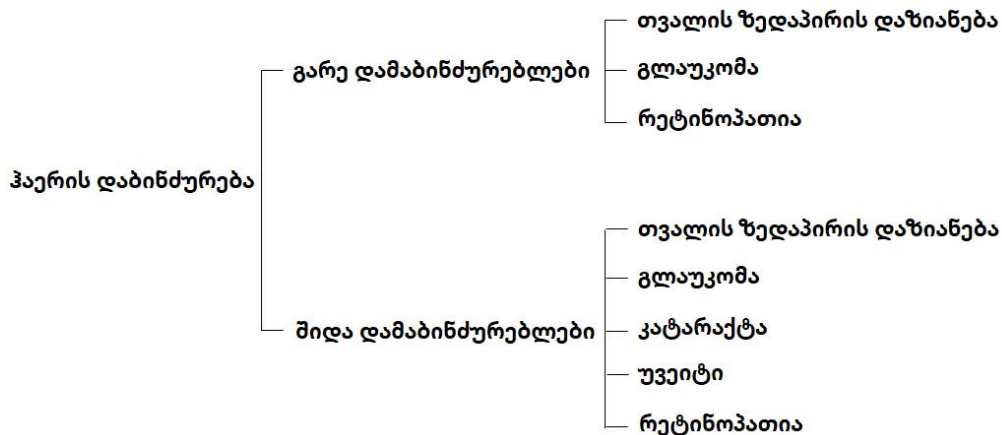 ჰაერის დაბინძურება
გარე დამაბინძურებლები
თვალის ზედაპირის დაზიანება
გლაუკომა
რეტინოპათია
შიდა დამაბინძურებლები
თვალის ზედაპირის დაზიანება
გლაუკომა
კატარაქტა
უვეიტი
რეტინოპათია